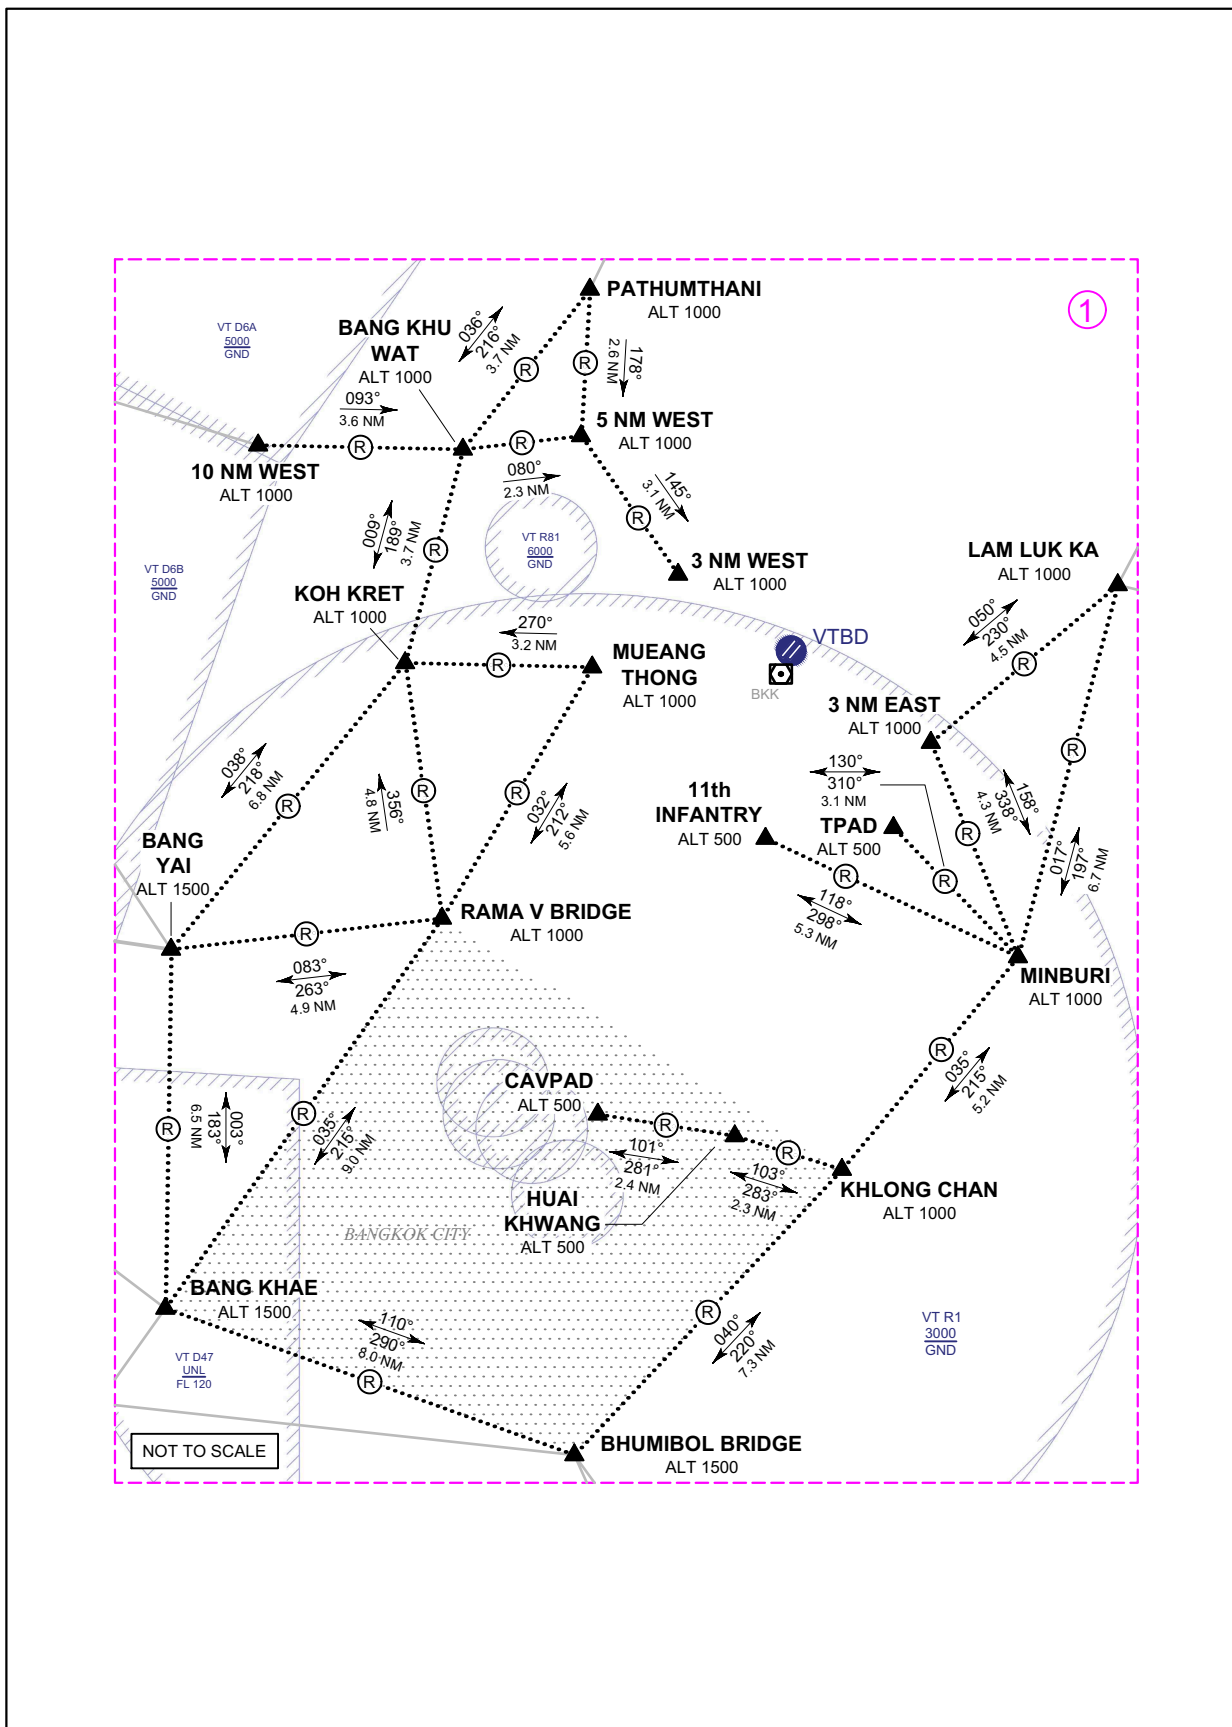 PATHUMTHANI
ALT 1000
1
VT D6A
5000
GND
BANG KHU
WAT
ALT 1000
036°
216°
3.7 NM
178°
2.6 NM
R
R
093°
3.6 NM
5 NM WEST
ALT 1000
R
R
10 NM WEST
ALT 1000
080°
2.3 NM
145°
3.1 NM
R
009°
189°
3.7 NM
R
VT R81
6000
GND
VT D6B
5000
GND
3 NM WEST
ALT 1000
LAM LUK KA
ALT 1000
KOH KRET
ALT 1000
270°
3.2 NM
R
MUEANG
THONG
ALT 1000
VTBD
BKK
050°
230°
4.5 NM
R
3 NM EAST
ALT 1000
R
038°
218°
6.8 NM
R
356°
4.8 NM
R
R
032°
212°
5.6 NM
130°
310°
3.1 NM
158°
338°
4.3 NM
R
11th
INFANTRY
ALT 500
TPAD
ALT 500
R
R
017°
197°
6.7 NM
BANG
YAI
ALT 1500
118°
298°
5.3 NM
RAMA V BRIDGE
ALT 1000
R
083°
263°
4.9 NM
MINBURI
ALT 1000
R
035°
215°
5.2 NM
CAVPAD
ALT 500
R
003°
183°
6.5 NM
R
035°
215°
9.0 NM
R
101°
281°
2.4 NM
R
103°
283°
2.3 NM
KHLONG CHAN
ALT 1000
HUAI
KHWANG
ALT 500
BANGKOK CITY
BANG KHAE
ALT 1500
110°
290°
8.0 NM
R
R
040°
220°
7.3 NM
VT R1
3000
GND
VT D47
UNL
FL 120
BHUMIBOL BRIDGE
ALT 1500
NOT TO SCALE